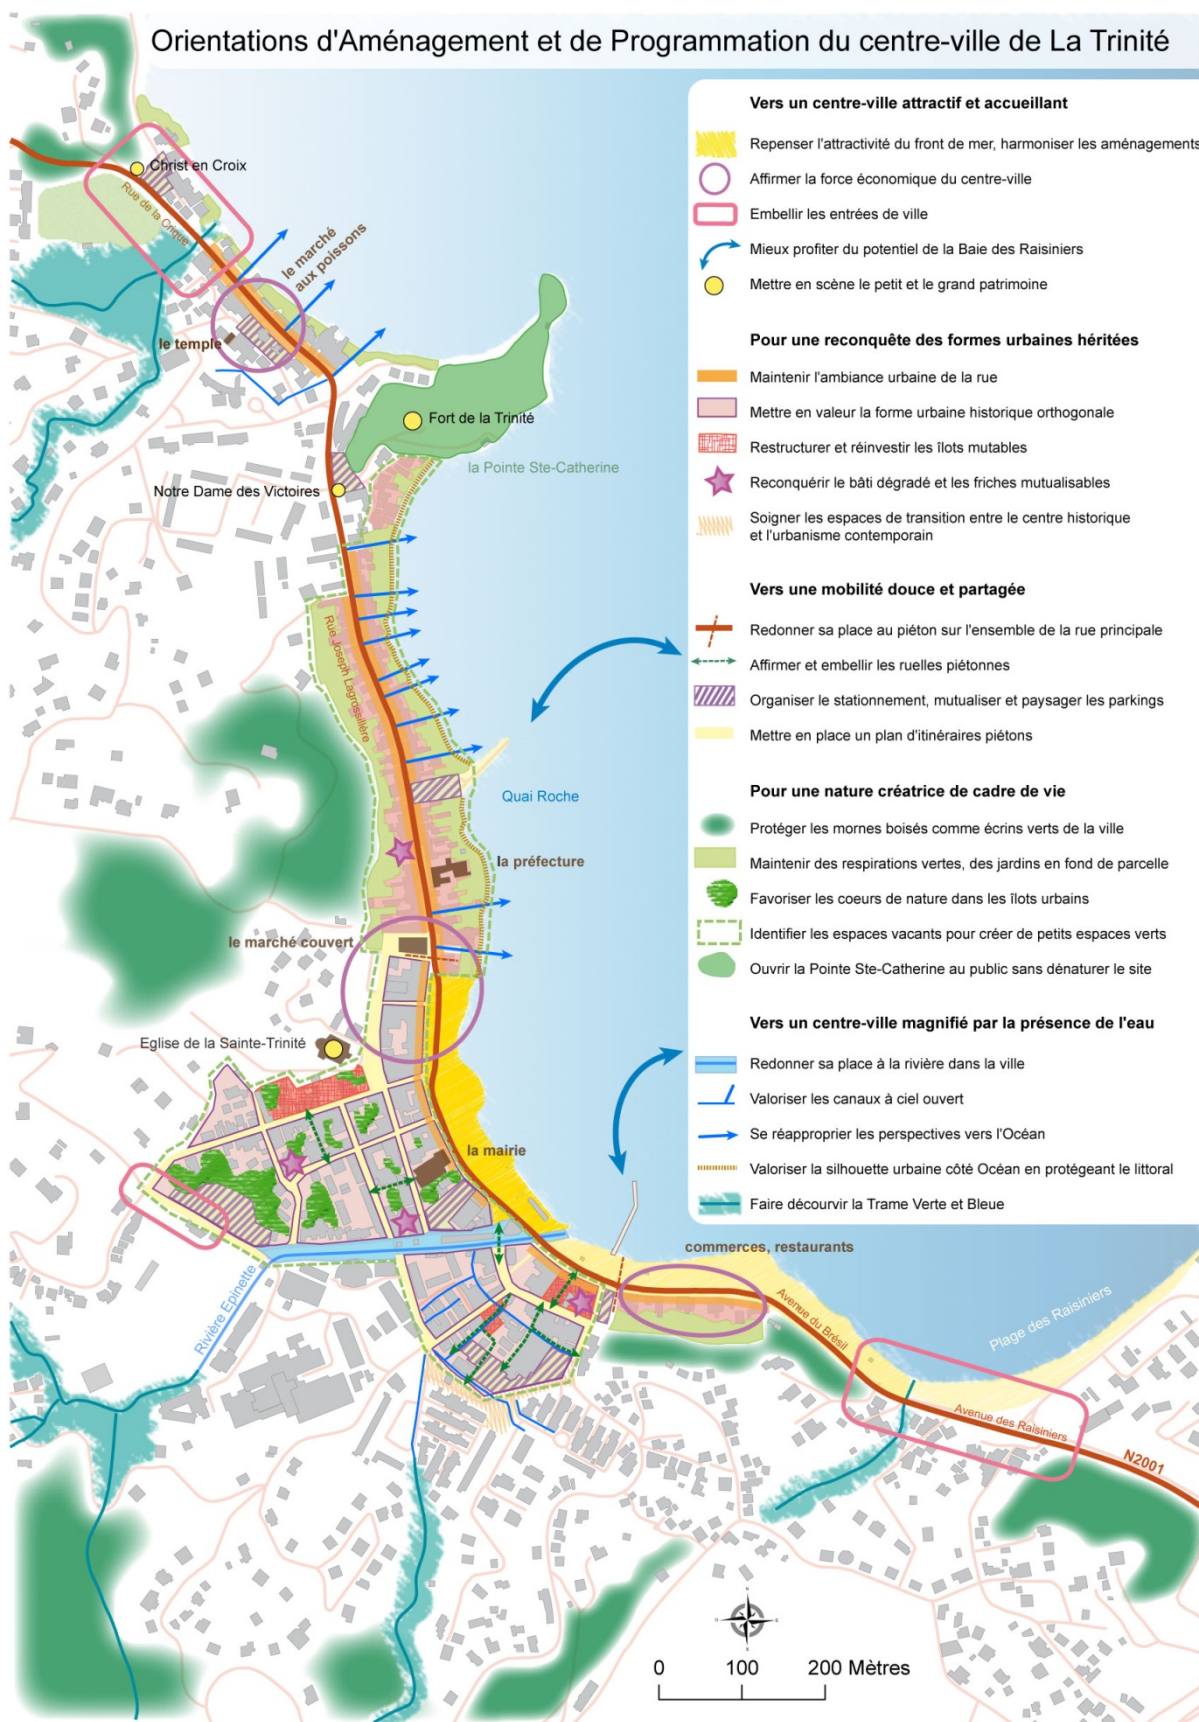 Orientations d'Aménagement et de Programmation du centre-ville de La Trinité
Vers un centre-ville attractif et accueillant
Repenser l'attractivité du front de mer, harmoniser les aménagements
Affirmer la force économique du centre-ville
Embellir les entrées de ville
Mieux profiter du potentiel de la Baie des Raisiniers
Mettre en scène le petit et le grand patrimoine
Pour une reconquête des formes urbaines héritées
Maintenir l'ambiance urbaine de la rue
Mettre en valeur la forme urbaine historique orthogonale
Restructurer et réinvestir les îlots mutables
Reconquérir le bâti dégradé et les friches mutualisables
Soigner les espaces de transition entre le centre historique
et l'urbanisme contemporain
Vers une mobilité douce et partagée
Redonner sa place au piéton sur l'ensemble de la rue principale
Affirmer et embellir les ruelles piétonnes
Organiser le stationnement, mutualiser et paysager les parkings
Mettre en place un plan d'itinéraires piétons
Pour une nature créatrice de cadre de vie
Protéger les mornes boisés comme écrins verts de la ville
Maintenir des respirations vertes, des jardins en fond de parcelle
Favoriser les coeurs de nature dans les îlots urbains
Identifier les espaces vacants pour créer de petits espaces verts
Ouvrir la Pointe Ste-Catherine au public sans dénaturer le site
Vers un centre-ville magnifié par la présence de l'eau
Redonner sa place à la rivière dans la ville
Valoriser les canaux à ciel ouvert
Se réapproprier les perspectives vers l'Océan
Valoriser la silhouette urbaine côté Océan en protégeant le littoral
Faire décourvir la Trame Verte et Bleue
Christ en Croix
Rue de la Crique
le marché
aux poissons
le temple
Fort de la Trinité
la Pointe Ste-Catherine
Notre Dame des Victoires
Rue Joseph Lagrossillère
Quai Roche
la préfecture
le marché couvert
Eglise de la Sainte-Trinité
la mairie
commerces, restaurants
Rivière Epinette
Avenue du Brésil
Plage des Raisiniers
Avenue des Raisiniers
N2001
0 100 200 Mètres